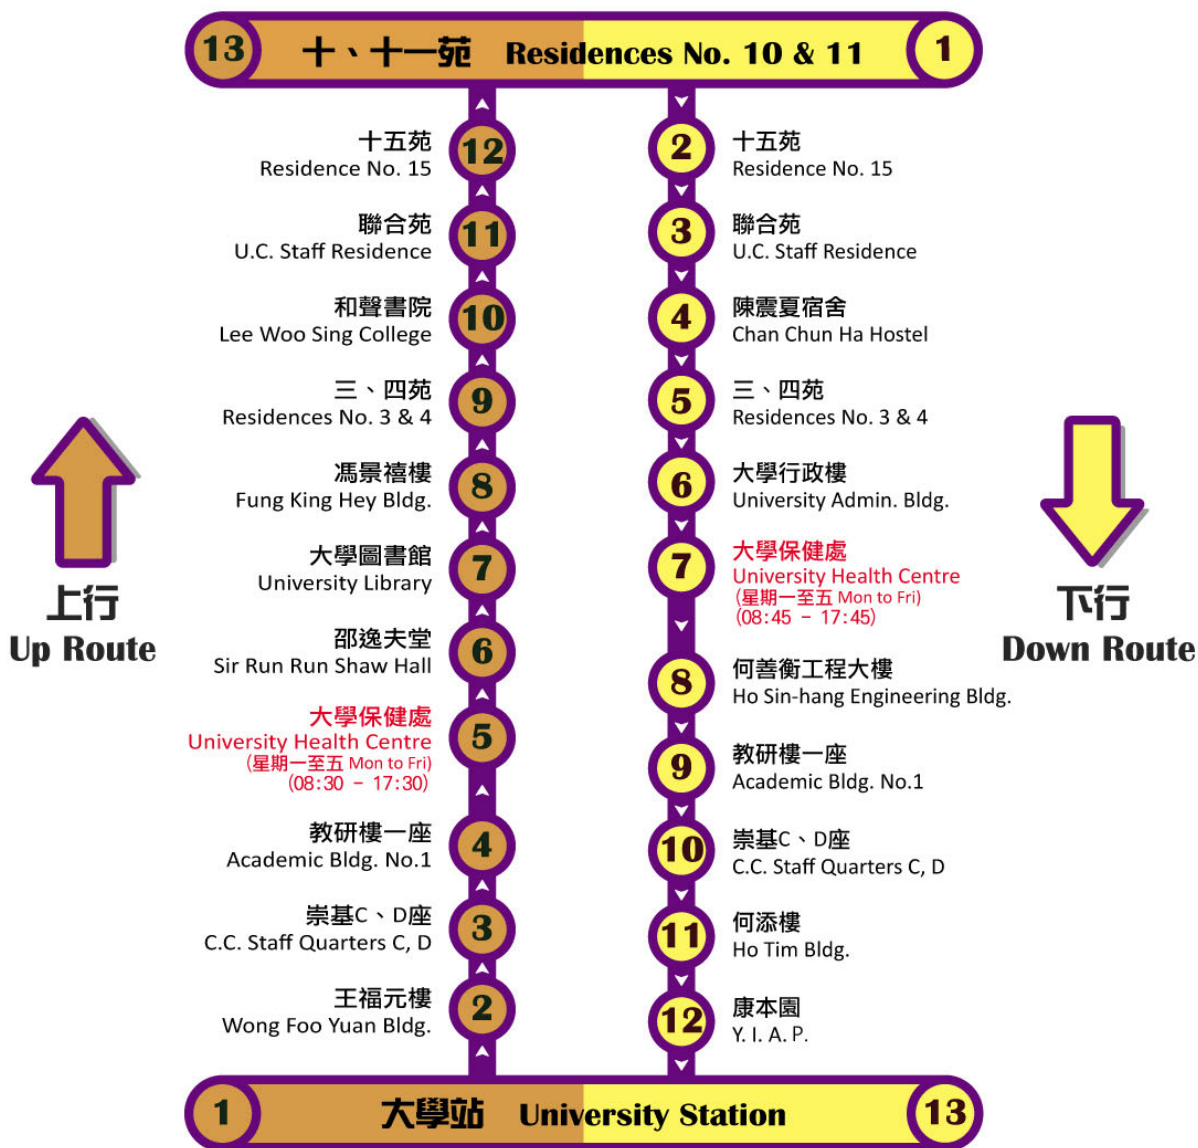 13 十、十一苑 Residences No. 10 & 11 1
12
十五苑
Residence No. 15
11
聯合苑
U.C. Staff Residence
10
和聲書院
Lee Woo Sing College
9
三、四苑
Residences No. 3 & 4
8
馮景禧樓
Fung King Hey Bldg.
7
大學圖書館
University Library
6
邵逸夫堂
Sir Run Run Shaw Hall
5
大學保健處
University Health Centre
(星期一至五 Mon to Fri)
(08:30 - 17:30)
4
教研樓一座
Academic Bldg. No.1
3
崇基C、D座
C.C. Staff Quarters C, D
2
王福元樓
Wong Foo Yuan Bldg.
上行
Up Route
2
十五苑
Residence No. 15
3
聯合苑
U.C. Staff Residence
4
陳震夏宿舍
Chan Chun Ha Hostel
5
三、四苑
Residences No. 3 & 4
6
大學行政樓
University Admin. Bldg.
7
大學保健處
University Health Centre
(星期一至五 Mon to Fri)
(08:45 - 17:45)
8
何善衡工程大樓
Ho Sin-hang Engineering Bldg.
9
教研樓一座
Academic Bldg. No.1
10
崇基C、D座
C.C. Staff Quarters C, D
11
何添樓
Ho Tim Bldg.
12
康本園
Y. I. A. P.
下行
Down Route
1 大學站 University Station 13